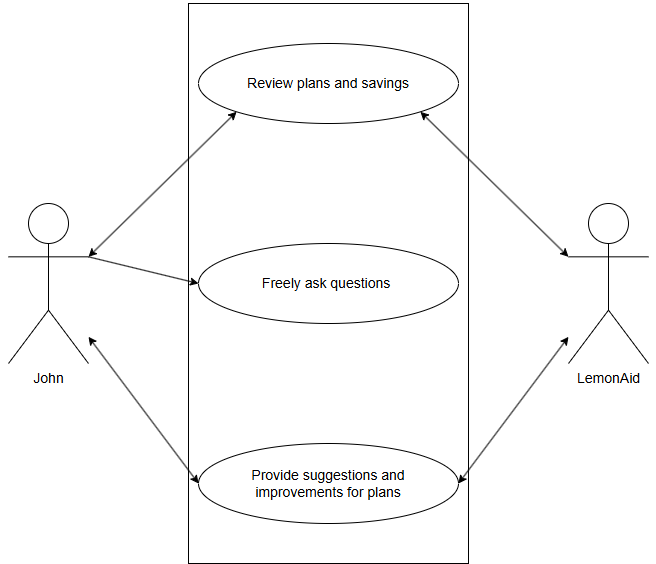 Review plans and savings
Freely ask questions
John
LemonAid
Provide suggestions and
improvements for plans